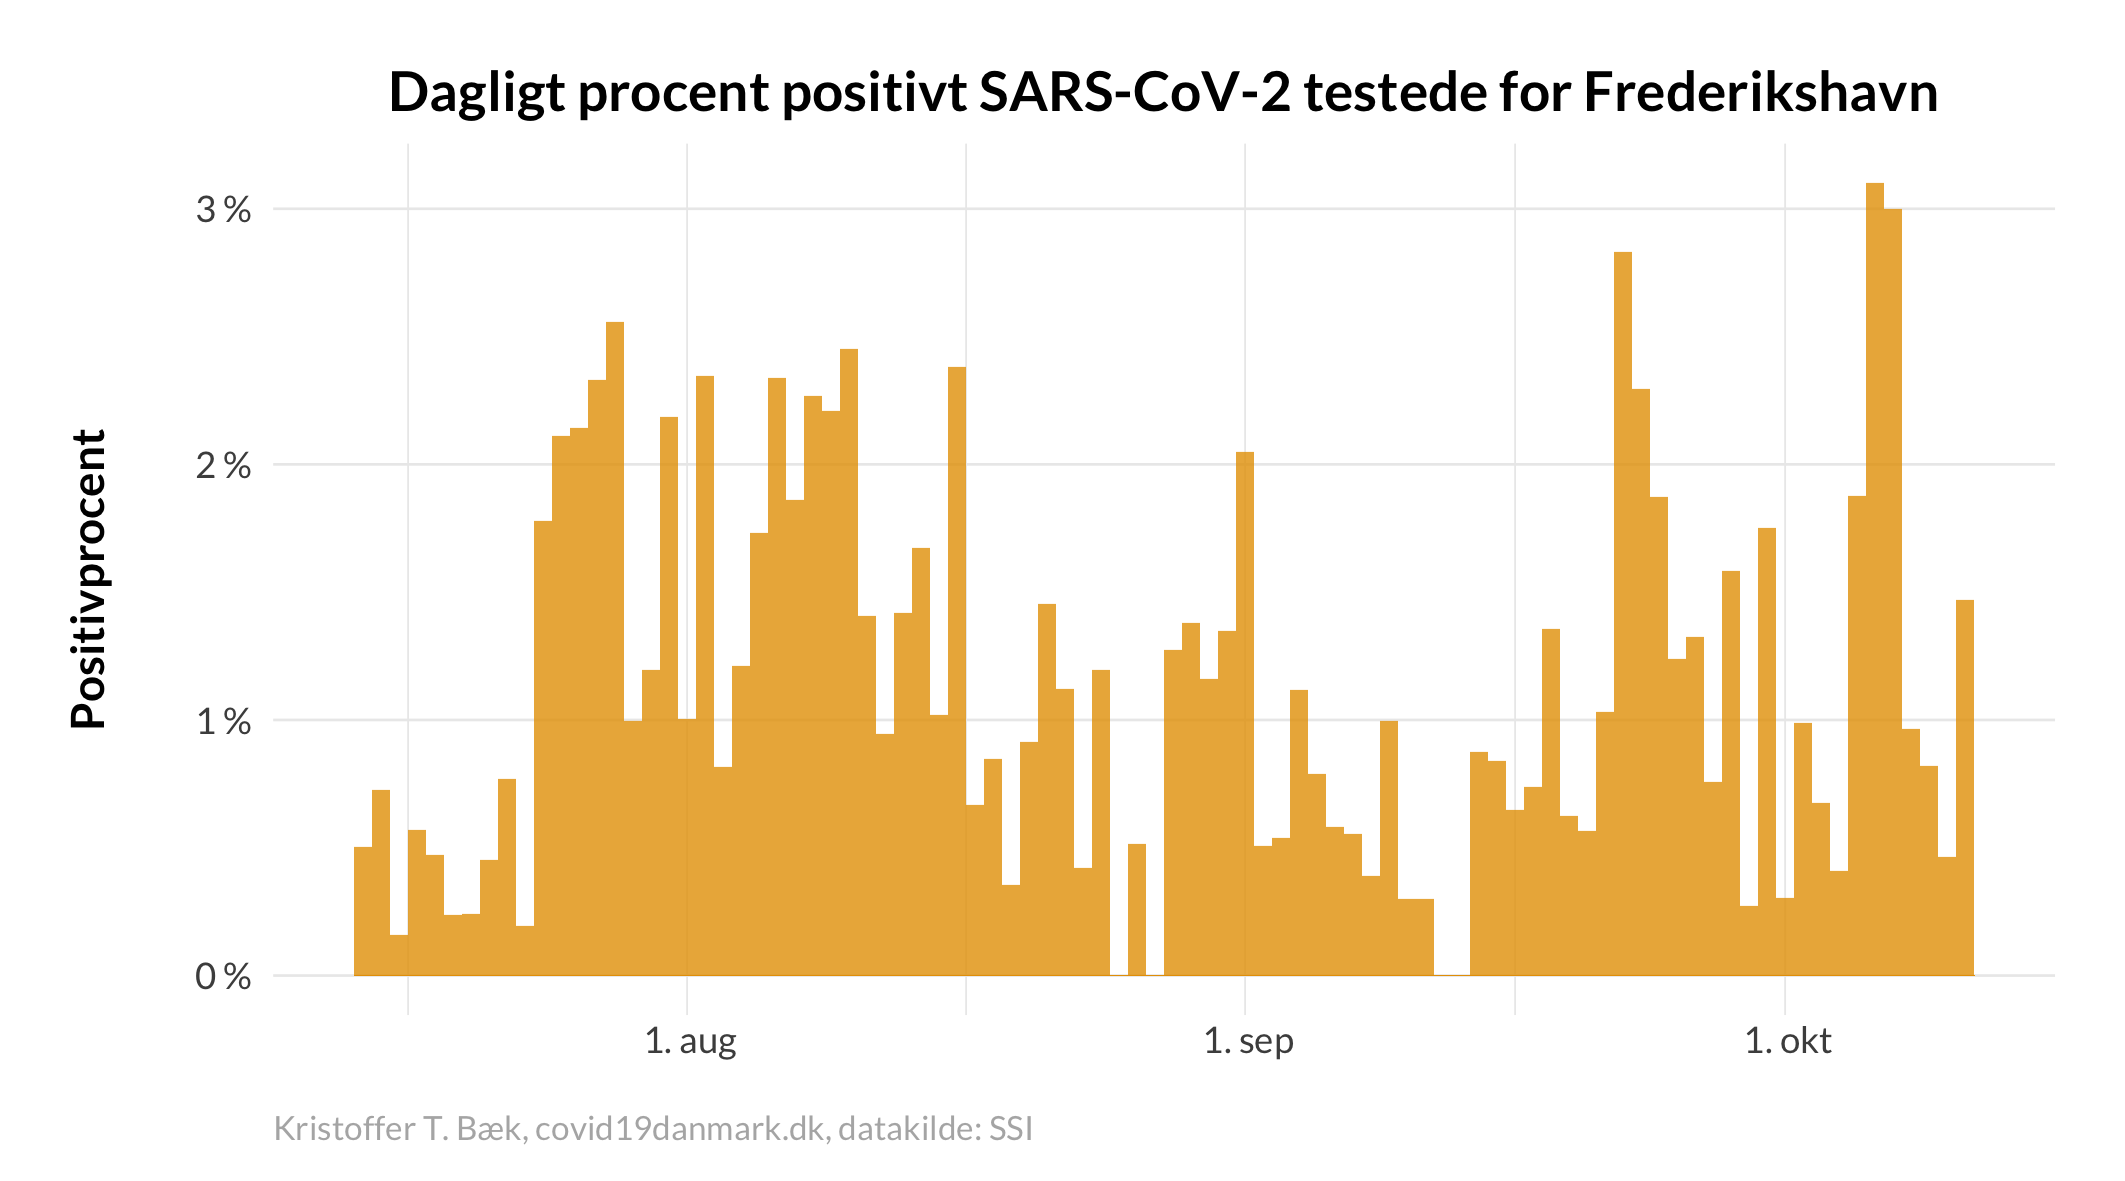 Dagligt procent positivt SARS-CoV-2 testede for Frederikshavn
Positivprocent
3 %
2 %
1 %
0 %
1. aug
1. sep
1. okt
Kristoffer T. Bæk, covid19danmark.dk, datakilde: SSI